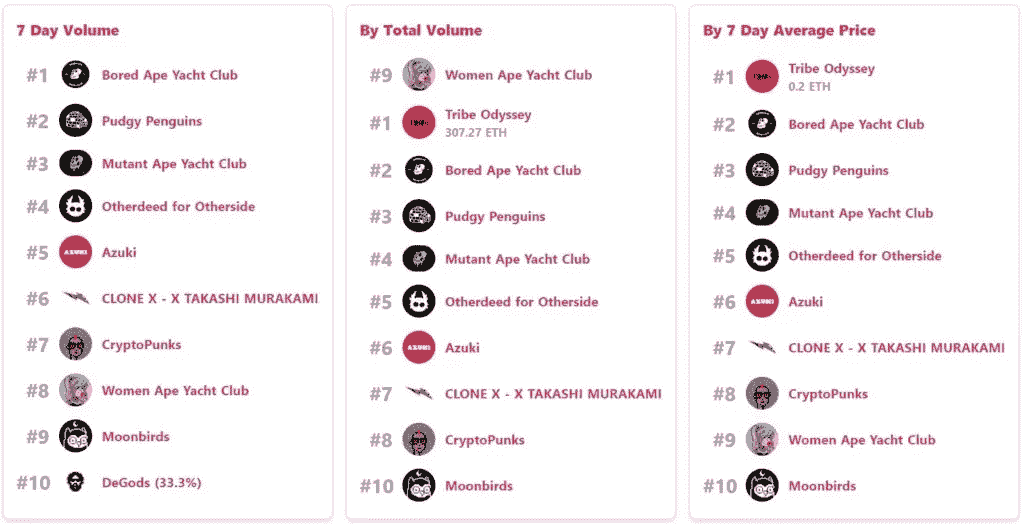 7 Day Volume
#1 Bored Ape Yacht Club
#2 Pudgy Penguins
#3 Mutant Ape Yacht Club
#4 Otherdeed for Otherside
#5 AZUKI Azuki
#6 CLONE X - X TAKASHI MURAKAMI
#7 CryptoPunks
#8 Women Ape Yacht Club
#9 Moonbirds
#10 DeGods (33.3%)
By Total Volume
#9 Women Ape Yacht Club
#1 Tribe Odyssey
307.27 ETH
#2 Bored Ape Yacht Club
#3 Pudgy Penguins
#4 Mutant Ape Yacht Club
#5 Otherdeed for Otherside
#6 AZUKI Azuki
#7 CLONE X - X TAKASHI MURAKAMI
#8 CryptoPunks
#10 Moonbirds
By 7 Day Average Price
#1 Tribe Odyssey
0.2 ETH
#2 Bored Ape Yacht Club
#3 Pudgy Penguins
#4 Mutant Ape Yacht Club
#5 Otherdeed for Otherside
#6 AZUKI Azuki
#7 CLONE X - X TAKASHI MURAKAMI
#8 CryptoPunks
#9 Women Ape Yacht Club
#10 Moonbirds